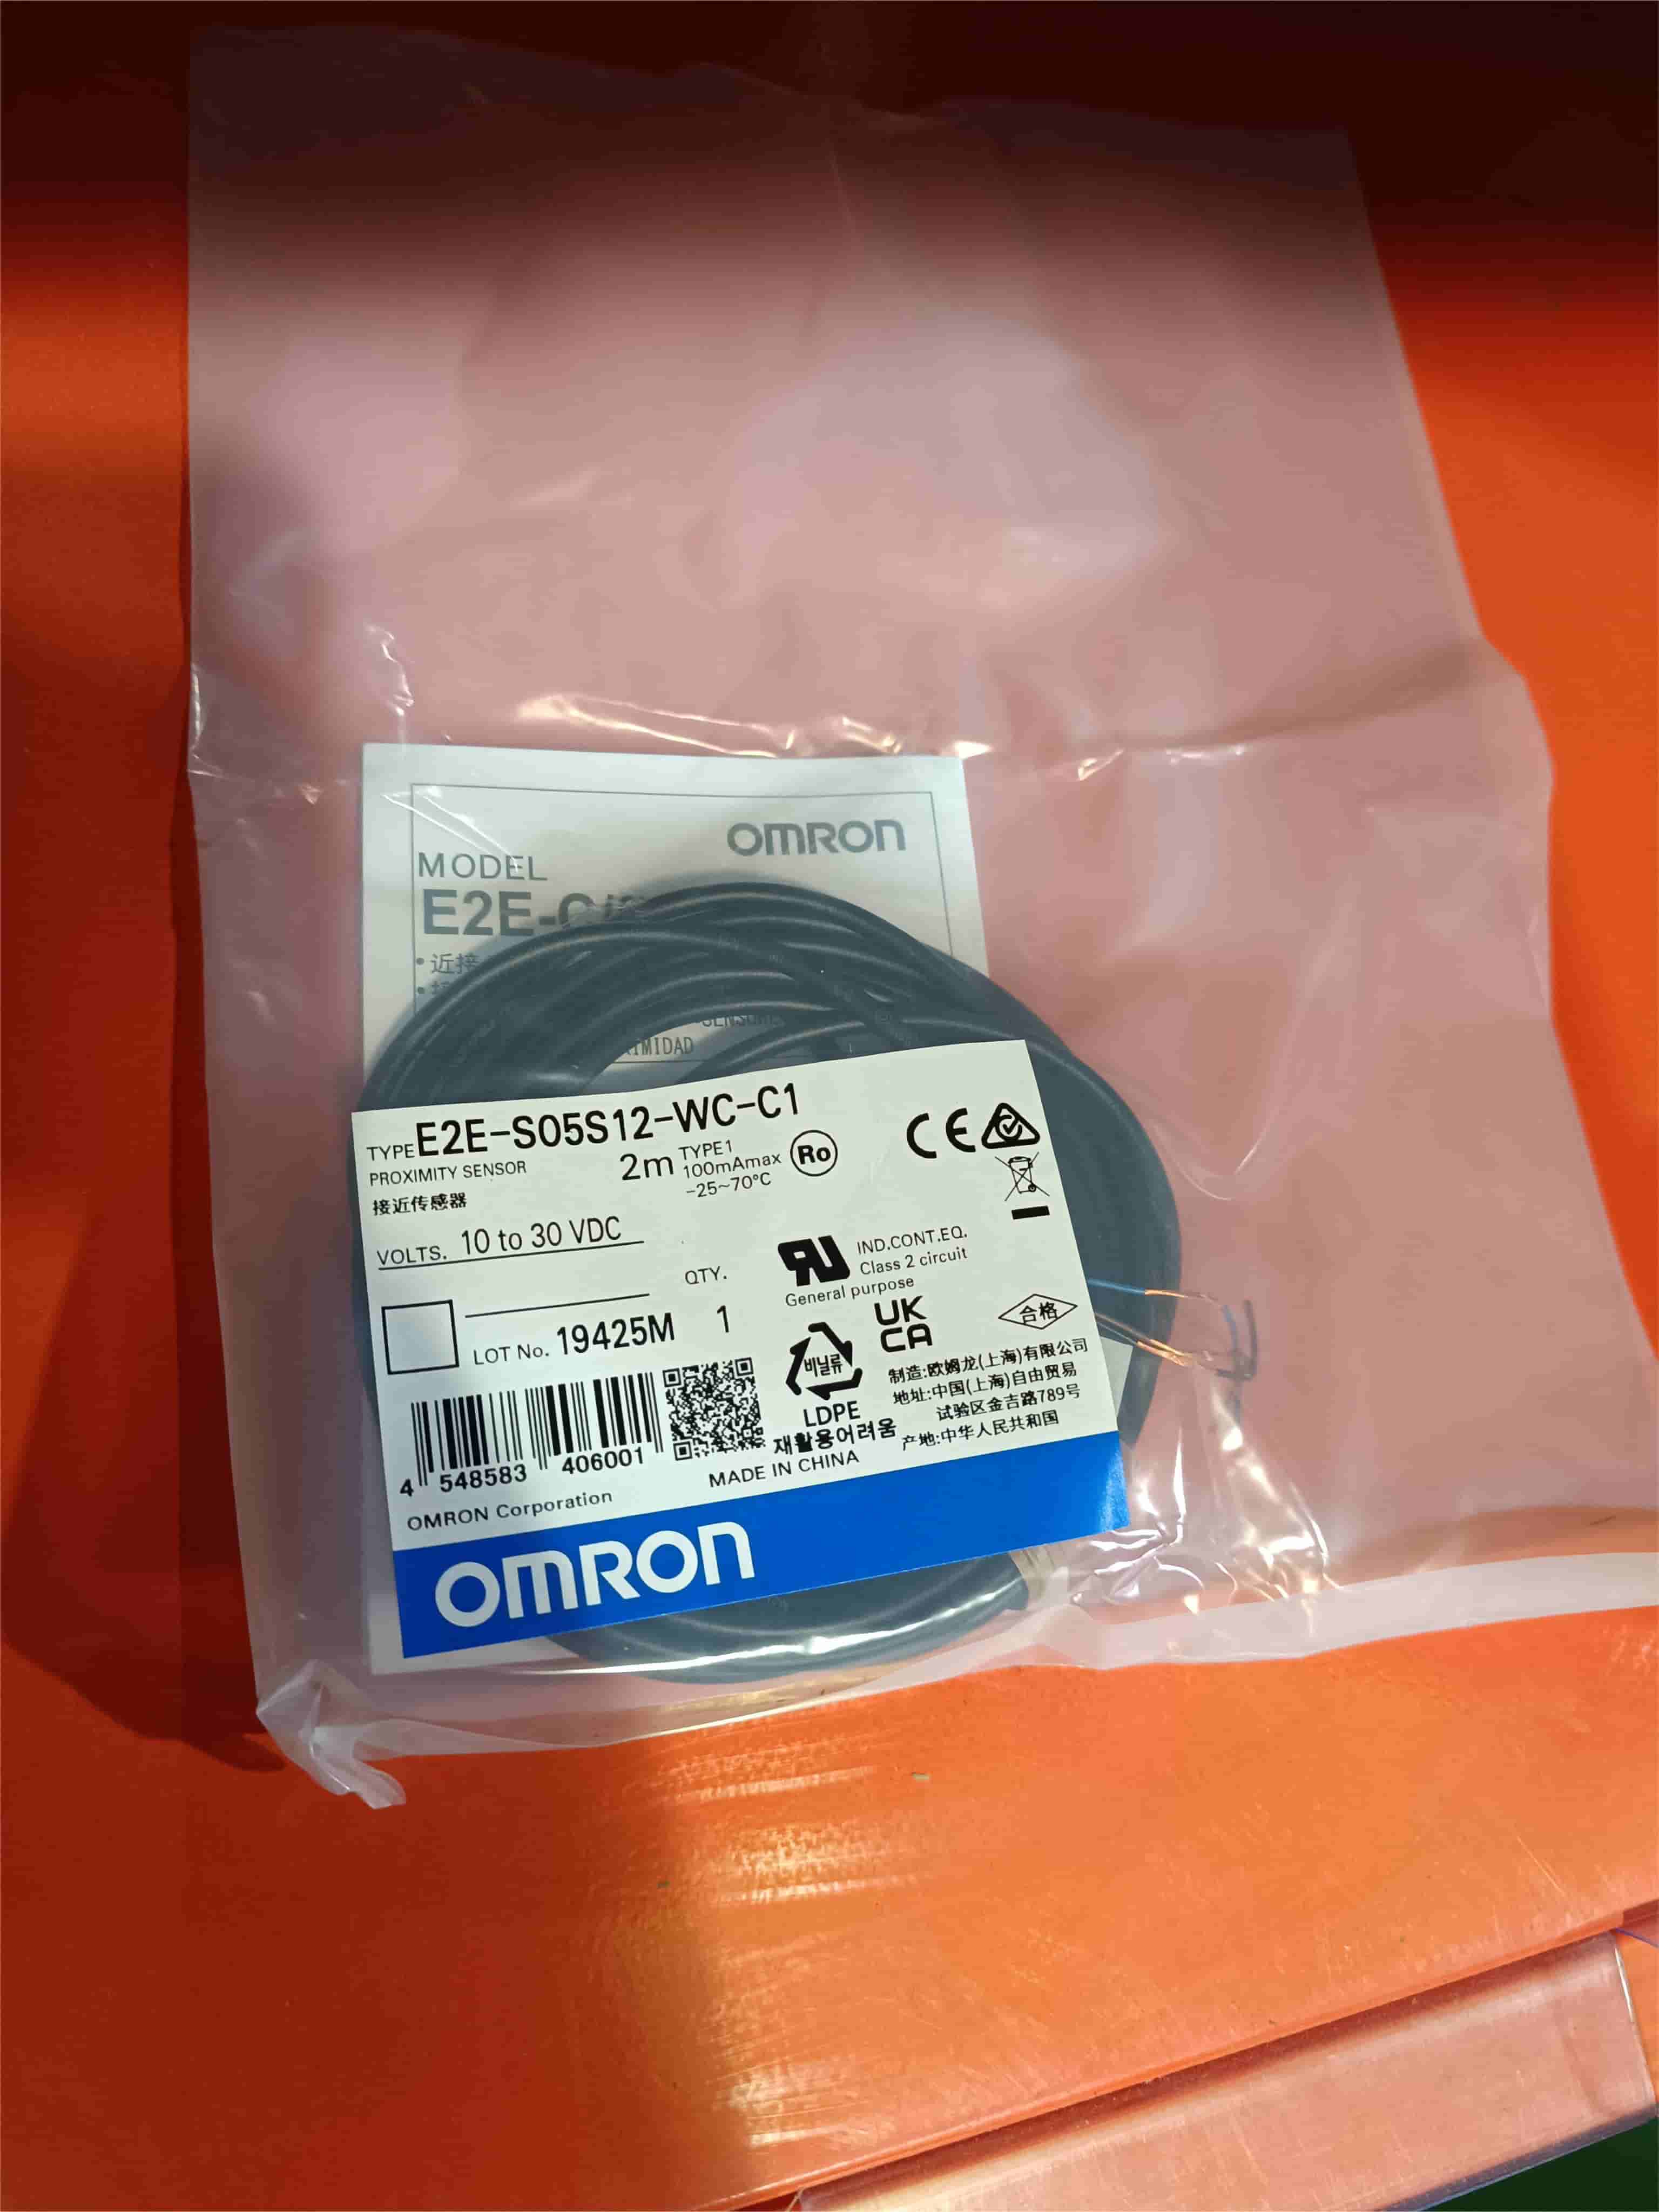 OMRON
MODEL
E2E-C
•近接
SENSOR
XIMIDAD
TYPE E2E-S05S12-WC-C1
PROXIMITY SENSOR
接近传感器
2m TYPE1
100mAmax
-25~70°C
Ro
CE
VOLTS. 10 to 30 VDC
QTY.
LOT No. 19425M 1
IND.CONT.EQ.
Class 2 circuit
General purpose
UK
CA
合格
비닐류
LDPE
재활용어려움
制造:欧姆龙(上海)有限公司
地址:中国(上海)自由贸易
试验区金吉路789号
产地:中华人民共和国
4 548583 406001
MADE IN CHINA
OMRON Corporation
OMRON